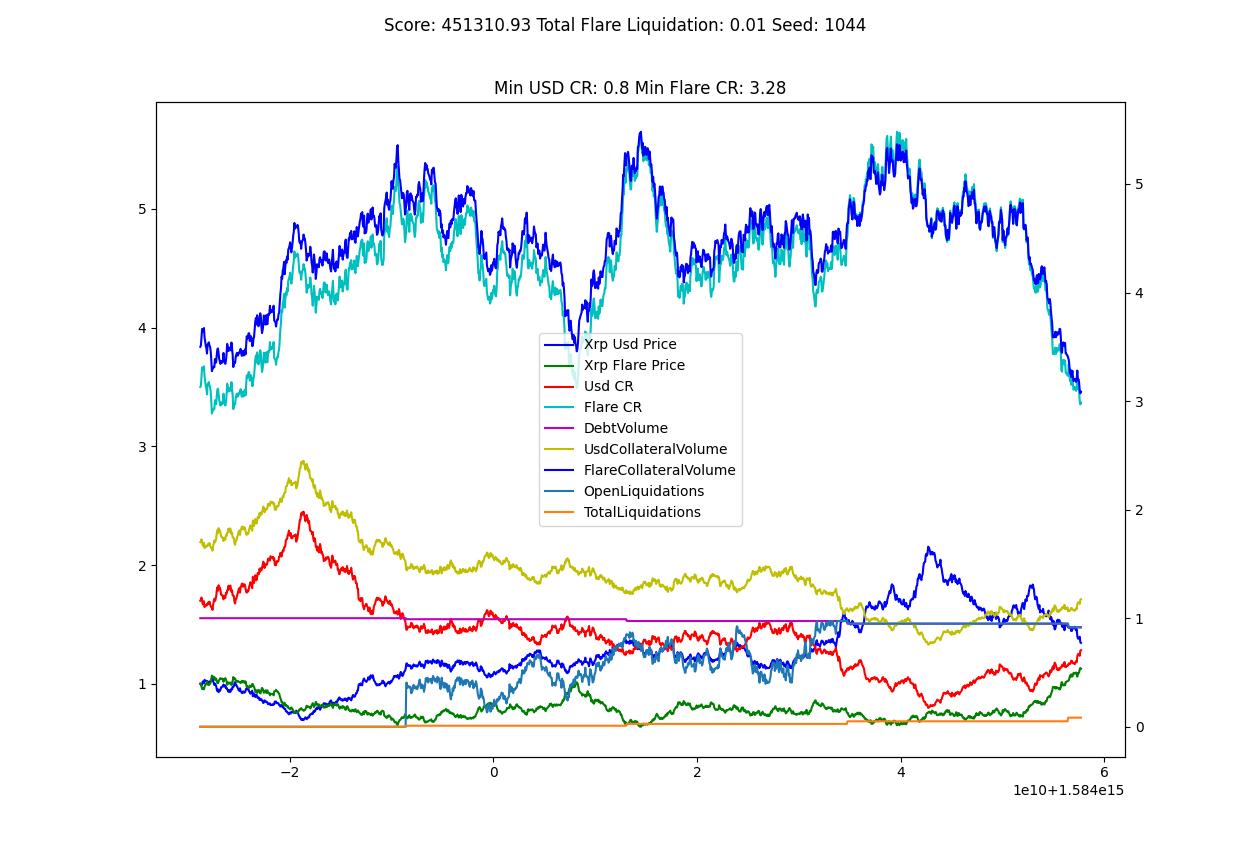 Score: 451310.93 Total Flare Liquidation: 0.01 Seed: 1044
Min USD CR: 0.8 Min Flare CR: 3.28
5
4
3
2
1
5
4
3
2
1
0
Xrp Usd Price
Xrp Flare Price
Usd CR
Flare CR
DebtVolume
UsdCollateralVolume
FlareCollateralVolume
OpenLiquidations
TotalLiquidations
−2 0 2 4 6
1e10+1.584e15